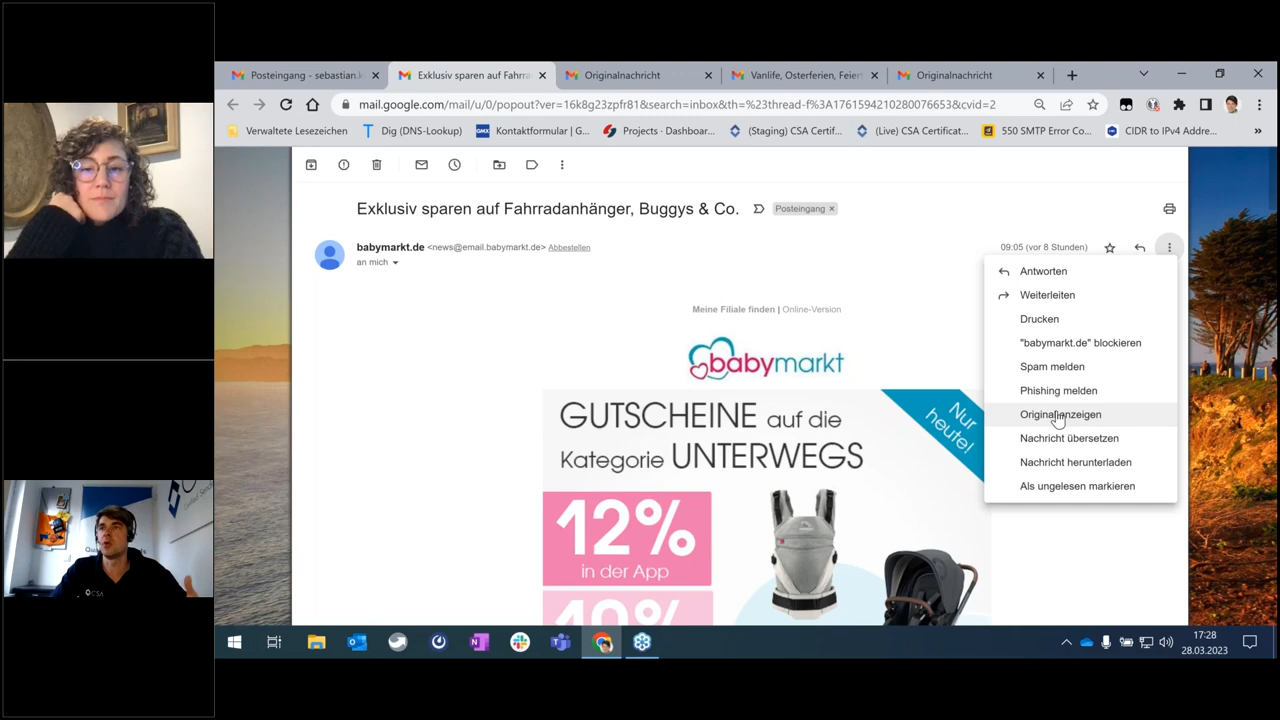 Posteingang - sebastian.k
Exklusiv sparen auf Fahrra
Originalnachricht
Vanlife, Osterferien, Feier
Originalnachricht
mail.google.com/mail/u/0/popout?ver=16k8g23zpfr81&search=inbox&th=%23thread-f%3A1761594210280076653&cvid=2
Verwaltete Lesezeichen
Dig (DNS-Lookup)
GMX
Kontaktformular | G...
Projects - Dashboar...
(Staging) CSA Certif...
(Live) CSA Certificat...
550 SMTP Error Co...
CIDR to IPv4 Addre...
»
Exklusiv sparen auf Fahrradanhänger, Buggys & Co.
Posteingang ×
babymarkt.de <news@email.babymarkt.de> Abbestellen
09:05 (vor 8 Stunden)
an mich
Antworten
Weiterleiten
Drucken
"babymarkt.de" blockieren
Spam melden
Phishing melden
Original anzeigen
Nachricht übersetzen
Nachricht herunterladen
Als ungelesen markieren
Meine Filiale finden | Online-Version
babymarkt
GUTSCHEINE auf die
Kategorie UNTERWEGS
Nur
heute!
12%
in der App
CSA
17:28
28.03.2023